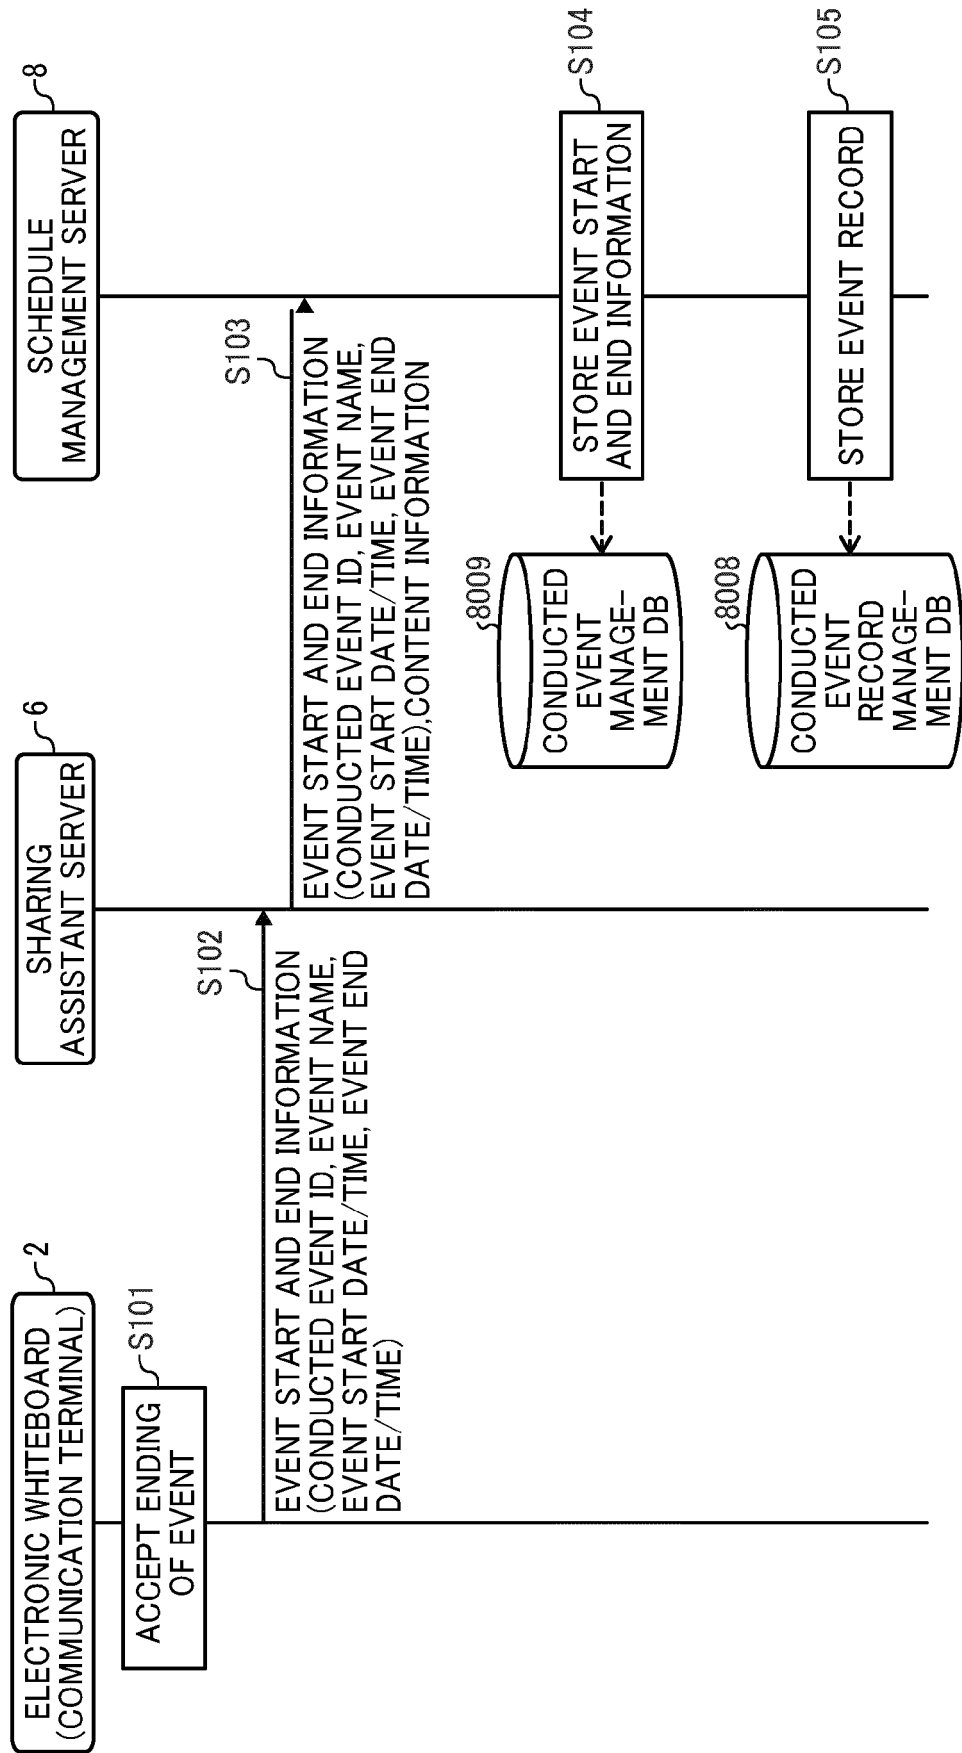 ELECTRONIC WHITEBOARD
(COMMUNICATION TERMINAL)
2
SHARING
ASSISTANT SERVER
6
SCHEDULE
MANAGEMENT SERVER
8
ACCEPT ENDING
OF EVENT
S101
S102
EVENT START AND END INFORMATION
(CONDUCTED EVENT ID, EVENT NAME,
EVENT START DATE/TIME, EVENT END
DATE/TIME)
S103
EVENT START AND END INFORMATION
(CONDUCTED EVENT ID, EVENT NAME,
EVENT START DATE/TIME, EVENT END
DATE/TIME),CONTENT INFORMATION
8009
CONDUCTED
EVENT
MANAGE-
MENT DB
STORE EVENT START
AND END INFORMATION
S104
8008
CONDUCTED
EVENT
RECORD
MANAGE-
MENT DB
STORE EVENT RECORD
S105